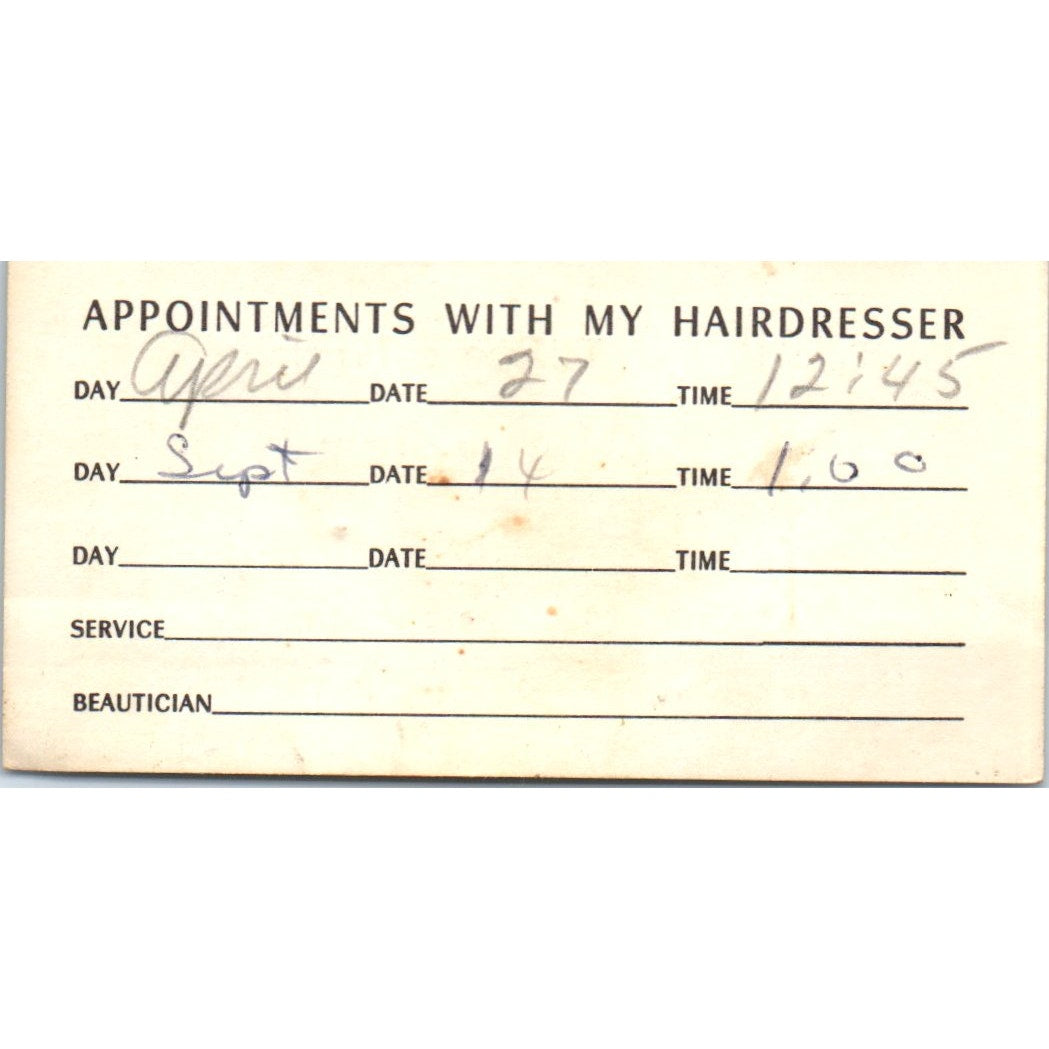 APPOINTMENTS WITH MY HAIRDRESSER
DAY April DATE 27 TIME 12:45
DAY Sept DATE 14 TIME 1.00
DAY DATE TIME
SERVICE
BEAUTICIAN